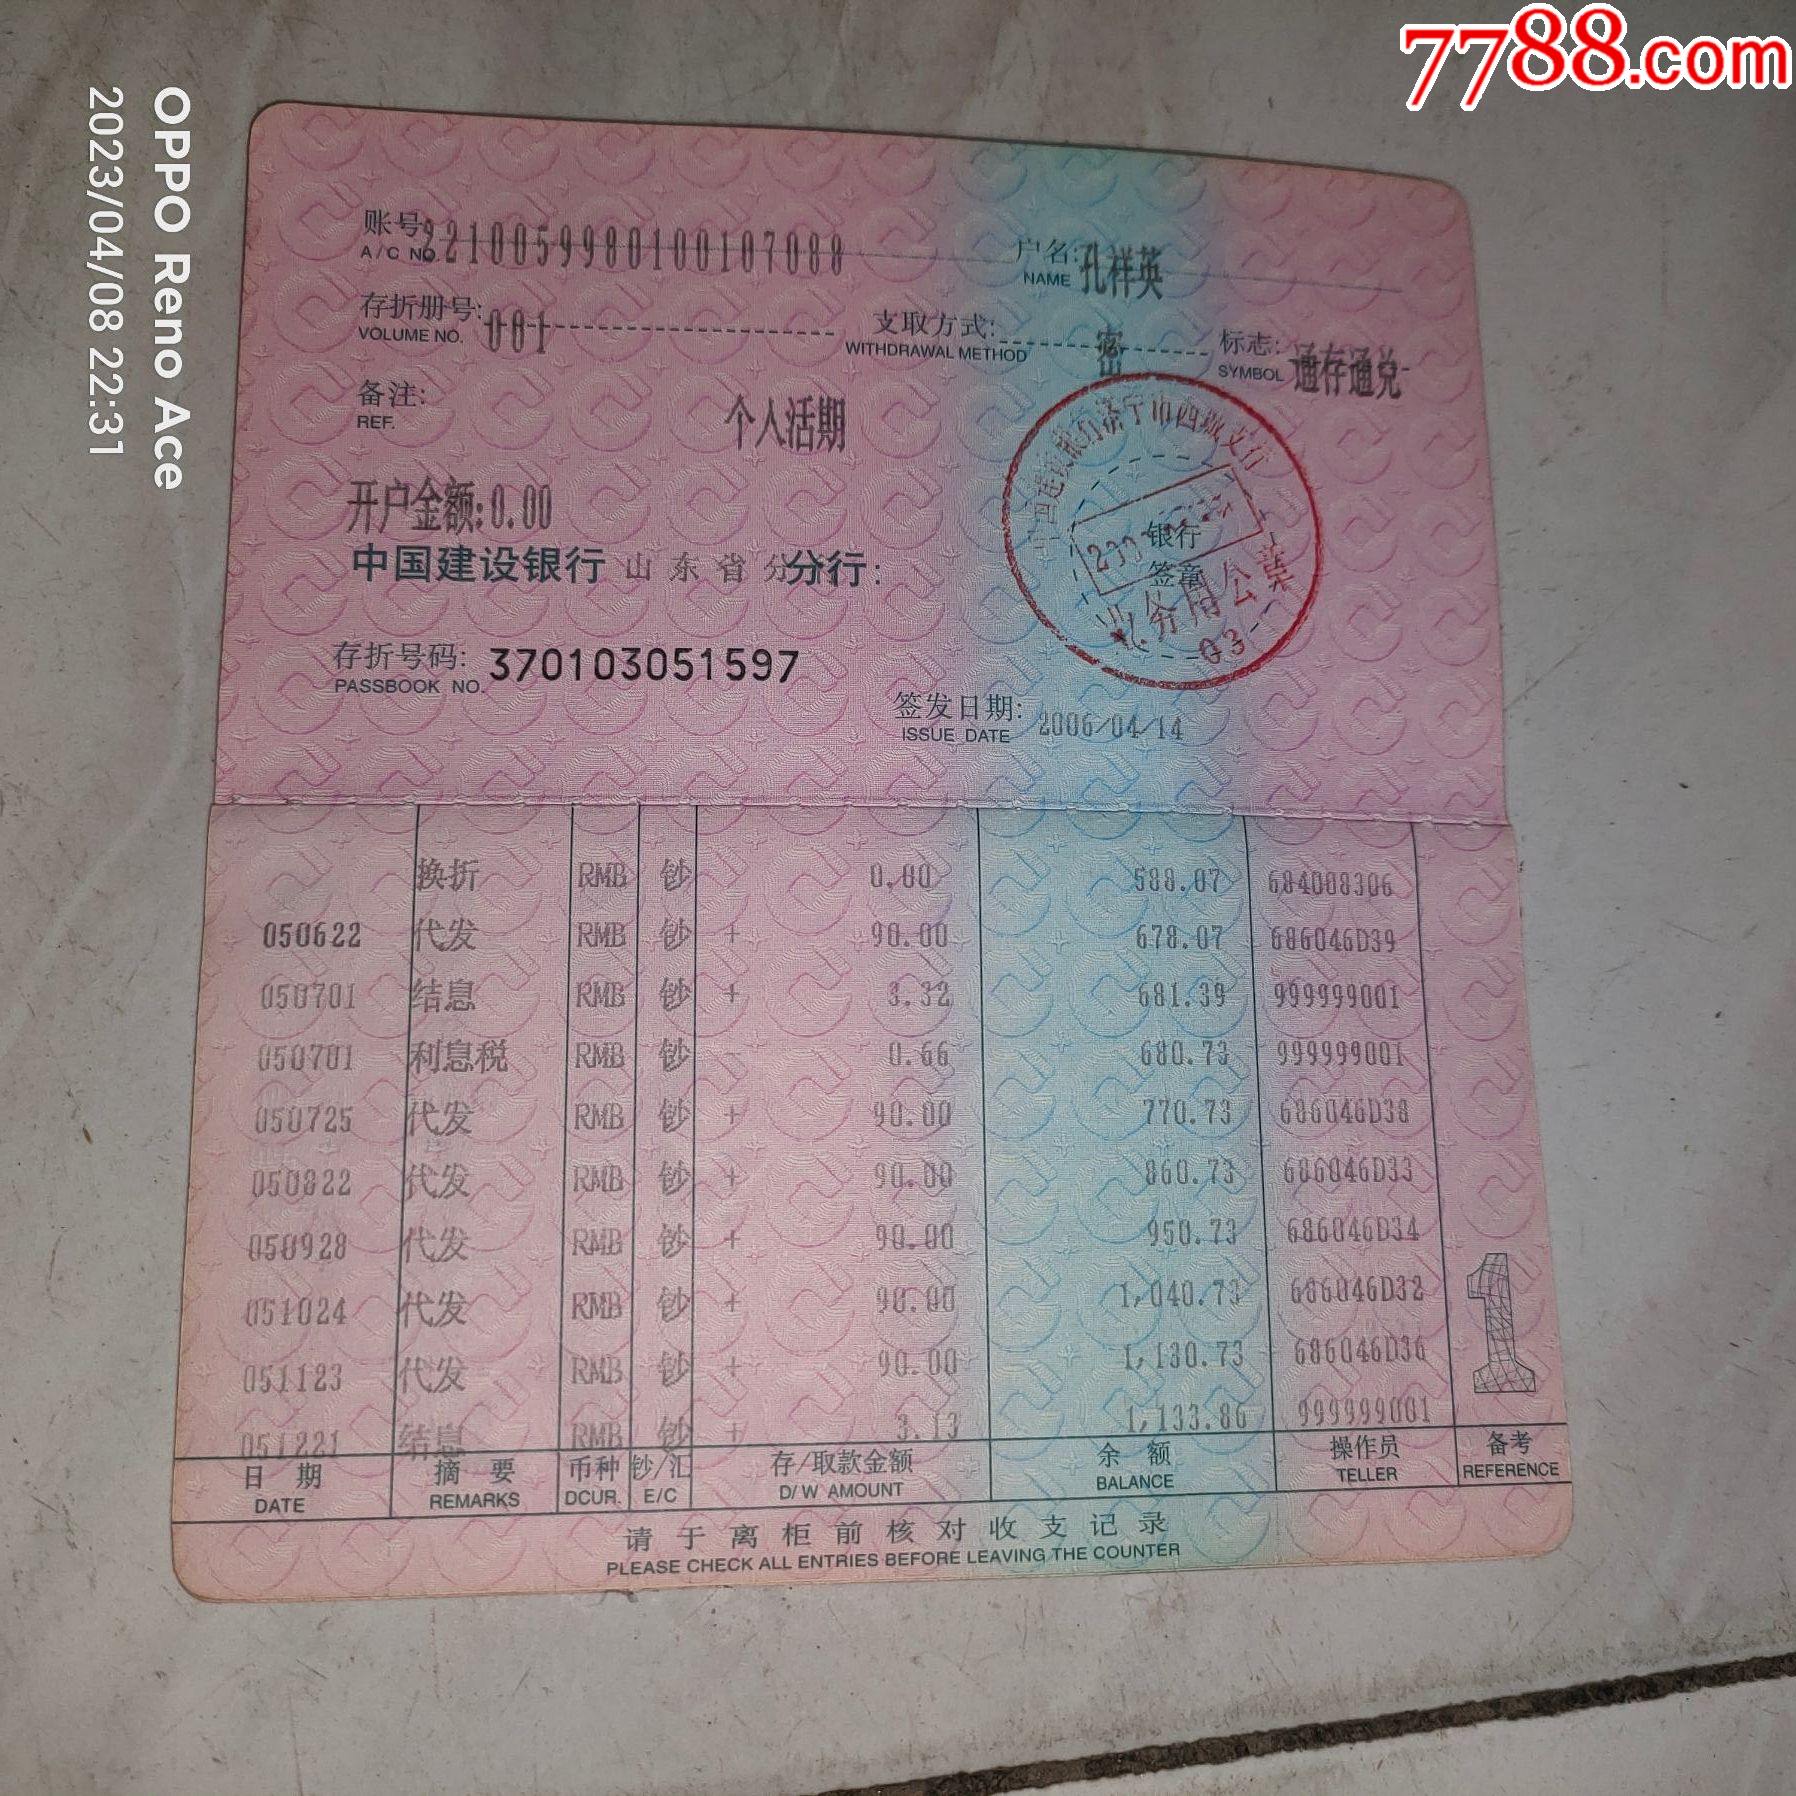 7788.com
OPPO Reno Ace
2023/04/08 22:31
账号: 2210059980100107088 户名: 孔祥英
A/C NO. NAME
存折册号: 001 支取方式: 密 标志: 通存通兑
VOLUME NO. WITHDRAWAL METHOD SYMBOL
备注: 个人活期
REF.
开户金额:0.00
中国建设银行 山东省分 分行:
银行
签章
业务用公章
03
存折号码: 370103051597
PASSBOOK NO.
签发日期: 2006/04/14
ISSUE DATE
换折 RMB 钞 0.00 588.07 684008306
050622 代发 RMB 钞 + 90.00 678.07 686046D39
050701 结息 RMB 钞 + 3.32 681.39 999999001
050701 利息税 RMB 钞 0.66 680.73 999999001
050725 代发 RMB 钞 + 90.00 770.73 686046D38
050822 代发 RMB 钞 + 90.00 860.73 686046D33
050928 代发 RMB 钞 + 90.00 950.73 686046D34
051024 代发 RMB 钞 + 90.00 1,040.73 686046D32
051123 代发 RMB 钞 + 90.00 1,130.73 686046D36
051221 结息 RMB 钞 + 3.13 1,133.86 999999001
1
日期 摘要 币种 钞/汇 存/取款金额 余额 操作员 备考
DATE REMARKS DCUR. E/C D/W AMOUNT BALANCE TELLER REFERENCE
请于离柜前核对收支记录
PLEASE CHECK ALL ENTRIES BEFORE LEAVING THE COUNTER